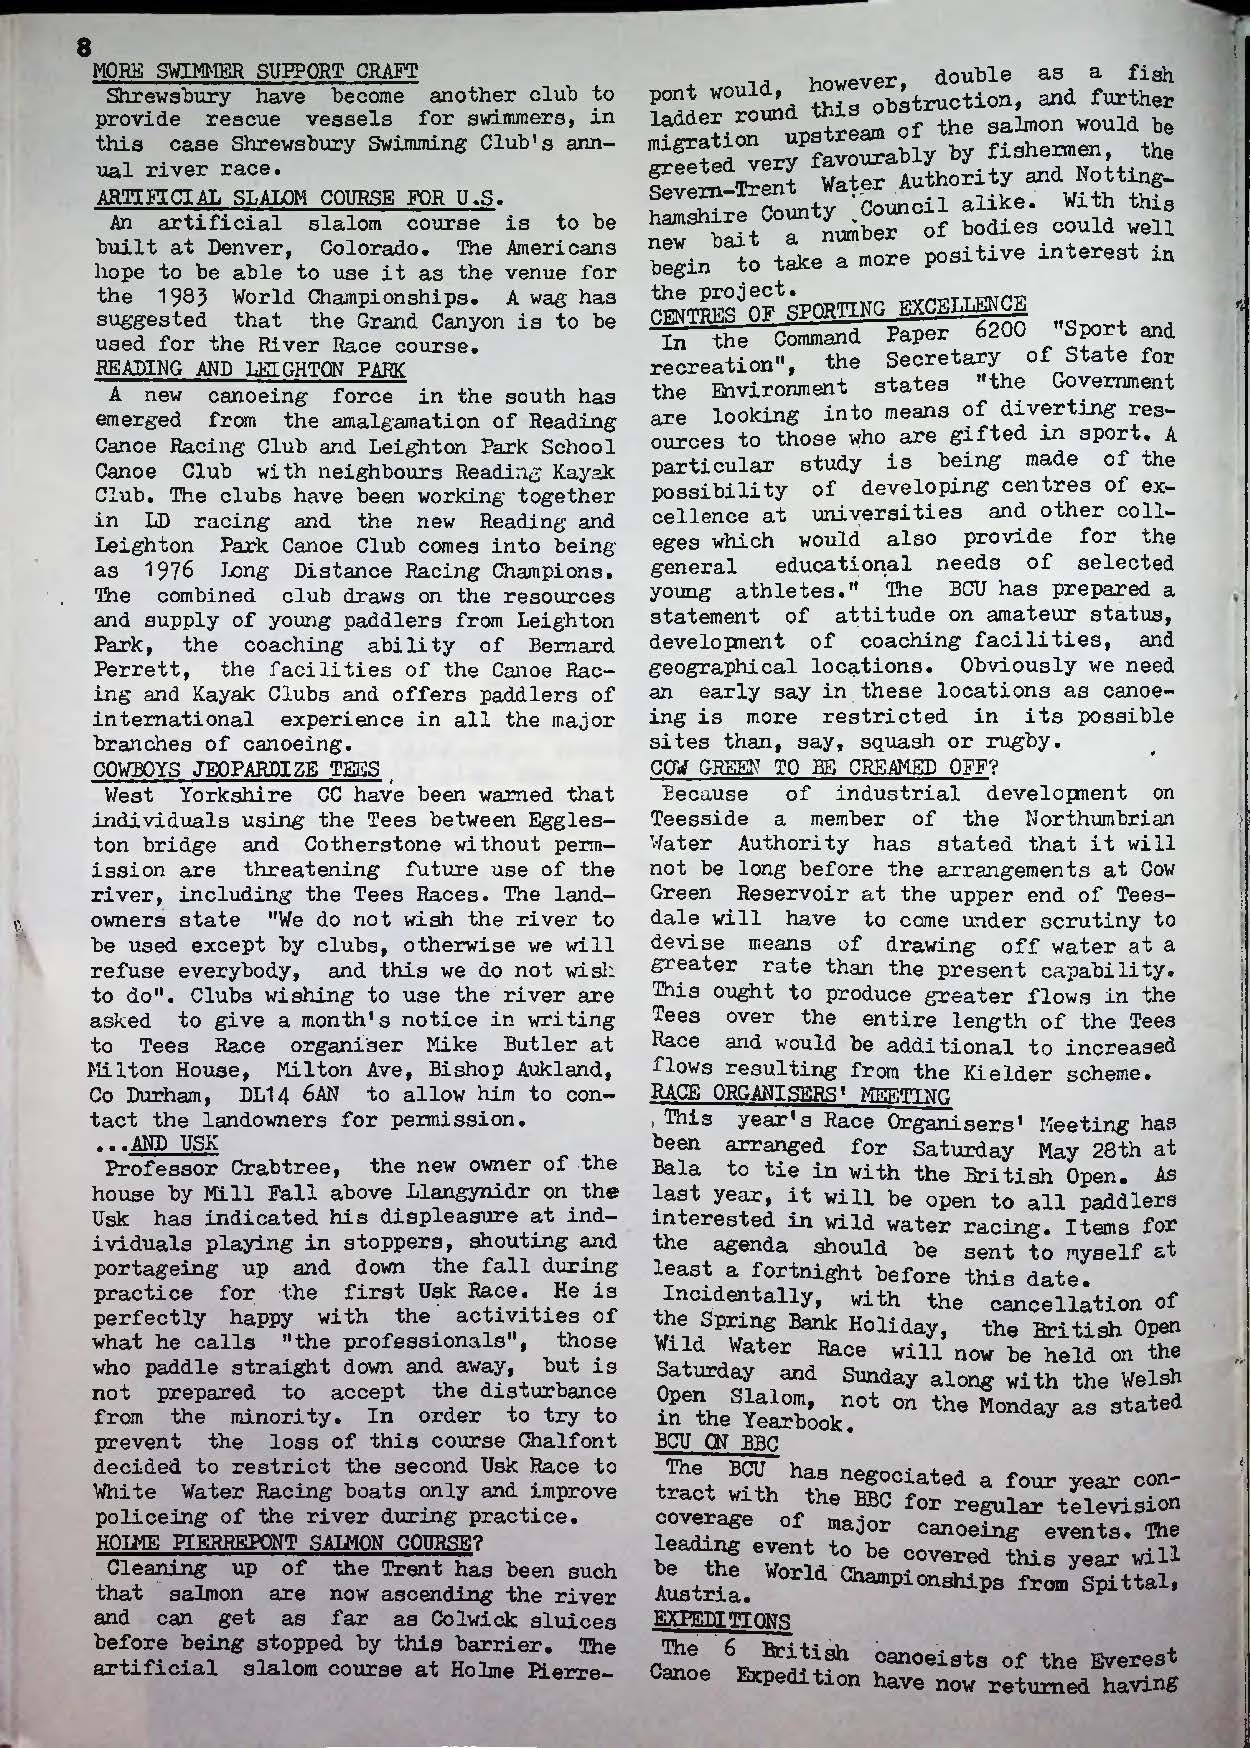 8
MORE SWIMMER SUPPORT CRAFT
Shrewsbury have become another club to
provide rescue vessels for swimmers, in
this case Shrewsbury Swimming Club's ann-
ual river race.
ARTIFICIAL SLALOM COURSE FOR U.S.
An artificial slalom course is to be
built at Denver, Colorado. The Americans
hope to be able to use it as the venue for
the 1983 World Championships. A wag has
suggested that the Grand Canyon is to be
used for the River Race course.
READING AND LEIGHTON PARK
A new canoeing force in the south has
emerged from the amalgamation of Reading
Canoe Racing Club and Leighton Park School
Canoe Club with neighbours Reading Kayak
Club. The clubs have been working together
in LD racing and the new Reading and
Leighton Park Canoe Club comes into being
as 1976 Long Distance Racing Champions.
The combined club draws on the resources
and supply of young paddlers from Leighton
Park, the coaching ability of Bernard
Perrett, the facilities of the Canoe Rac-
ing and Kayak Clubs and offers paddlers of
international experience in all the major
branches of canoeing.
COWBOYS JEOPARDIZE TEES
West Yorkshire CC have been warned that
individuals using the Tees between Eggles-
ton bridge and Cotherstone without perm-
ission are threatening future use of the
river, including the Tees Races. The land-
owners state "We do not wish the river to
be used except by clubs, otherwise we will
refuse everybody, and this we do not wish
to do". Clubs wishing to use the river are
asked to give a month's notice in writing
to Tees Race organiser Mike Butler at
Milton House, Milton Ave, Bishop Aukland,
Co Durham, DL14 6AN to allow him to con-
tact the landowners for permission.
...AND USK
Professor Crabtree, the new owner of the
house by Mill Fall above Llangynidr on the
Usk has indicated his displeasure at ind-
ividuals playing in stoppers, shouting and
portageing up and down the fall during
practice for the first Usk Race. He is
perfectly happy with the activities of
what he calls "the professionals", those
who paddle straight down and away, but is
not prepared to accept the disturbance
from the minority. In order to try to
prevent the loss of this course Chalfont
decided to restrict the second Usk Race to
White Water Racing boats only and improve
policeing of the river during practice.
HOLME PIERREPONT SALMON COURSE?
Cleaning up of the Trent has been such
that salmon are now ascending the river
and can get as far as Colwick sluices
before being stopped by this barrier. The
artificial slalom course at Holme Pierre-
pont would, however, double as a fish
ladder round this obstruction, and further
migration upstream of the salmon would be
greeted very favourably by fishermen, the
Severn-Trent Water Authority and Notting-
hamshire County Council alike. With this
new bait a number of bodies could well
begin to take a more positive interest in
the project.
CENTRES OF SPORTING EXCELLENCE
In the Command Paper 6200 "Sport and
recreation", the Secretary of State for
the Environment states "the Government
are looking into means of diverting res-
ources to those who are gifted in sport. A
particular study is being made of the
possibility of developing centres of ex-
cellence at universities and other coll-
eges which would also provide for the
general educational needs of selected
young athletes." The BCU has prepared a
statement of attitude on amateur status,
development of coaching facilities, and
geographical locations. Obviously we need
an early say in these locations as canoe-
ing is more restricted in its possible
sites than, say, squash or rugby.
COW GREEN TO BE CREAMED OFF?
Because of industrial development on
Teesside a member of the Northumbrian
Water Authority has stated that it will
not be long before the arrangements at Cow
Green Reservoir at the upper end of Tees-
dale will have to come under scrutiny to
devise means of drawing off water at a
greater rate than the present capability.
This ought to produce greater flows in the
Tees over the entire length of the Tees
Race and would be additional to increased
flows resulting from the Kielder scheme.
RACE ORGANISERS' MEETING
This year's Race Organisers' Meeting has
been arranged for Saturday May 28th at
Bala to tie in with the British Open. As
last year, it will be open to all paddlers
interested in wild water racing. Items for
the agenda should be sent to myself at
least a fortnight before this date.
Incidentally, with the cancellation of
the Spring Bank Holiday, the British Open
Wild Water Race will now be held on the
Saturday and Sunday along with the Welsh
Open Slalom, not on the Monday as stated
in the Yearbook.
BCU ON BBC
The BCU has negociated a four year con-
tract with the BBC for regular television
coverage of major canoeing events. The
leading event to be covered this year will
be the World Championships from Spittal,
Austria.
EXPEDITIONS
The 6 British canoeists of the Everest
Canoe Expedition have now returned having